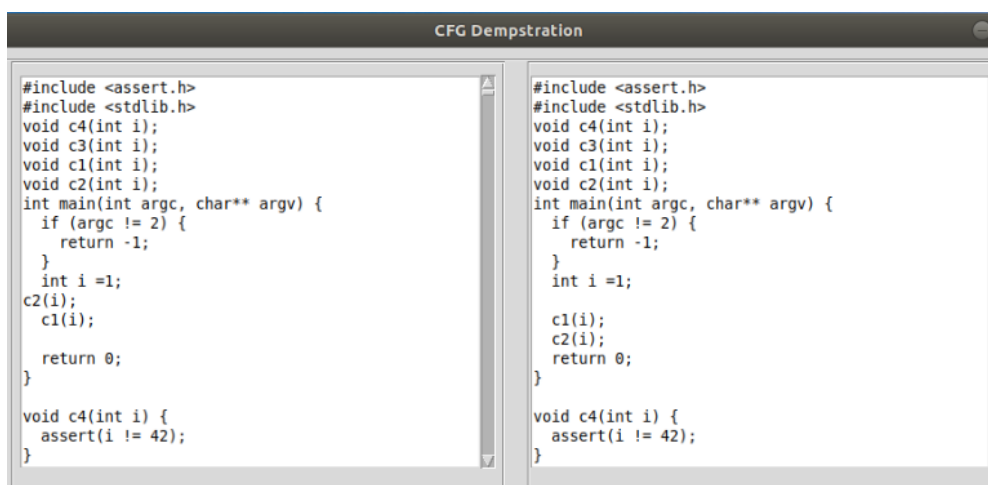 CFG Dempstration
#include <assert.h>
#include <stdlib.h>
void c4(int i);
void c3(int i);
void c1(int i);
void c2(int i);
int main(int argc, char** argv) {
  if (argc != 2) {
    return -1;
  }
  int i =1;
c2(i);
  c1(i);

  return 0;
}

void c4(int i) {
  assert(i != 42);
}
#include <assert.h>
#include <stdlib.h>
void c4(int i);
void c3(int i);
void c1(int i);
void c2(int i);
int main(int argc, char** argv) {
  if (argc != 2) {
    return -1;
  }
  int i =1;

  c1(i);
  c2(i);
  return 0;
}

void c4(int i) {
  assert(i != 42);
}